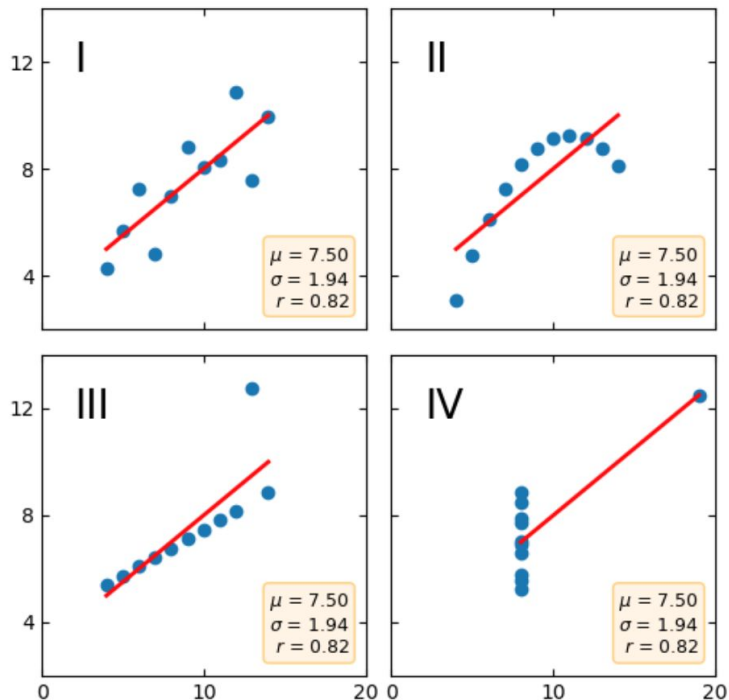 I
12
8
4
μ = 7.50
σ = 1.94
r = 0.82
II
μ = 7.50
σ = 1.94
r = 0.82
III
12
8
4
0
10
20
μ = 7.50
σ = 1.94
r = 0.82
IV
0
10
20
μ = 7.50
σ = 1.94
r = 0.82